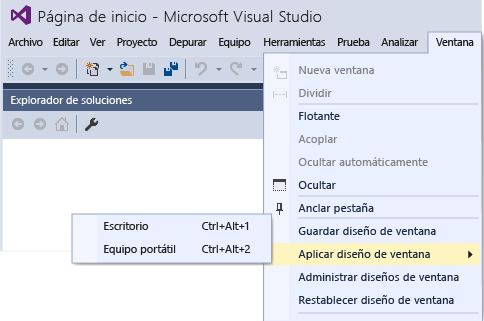 Página de inicio - Microsoft Visual Studio
Archivo Editar Ver Proyecto Depurar Equipo Herramientas Prueba Analizar Ventana
Explorador de soluciones
Nueva ventana
Dividir
Flotante
Acoplar
Ocultar automáticamente
Ocultar
Anclar pestaña
Guardar diseño de ventana
Aplicar diseño de ventana
Escritorio Ctrl+Alt+1
Equipo portátil Ctrl+Alt+2
Administrar diseños de ventana
Restablecer diseño de ventana